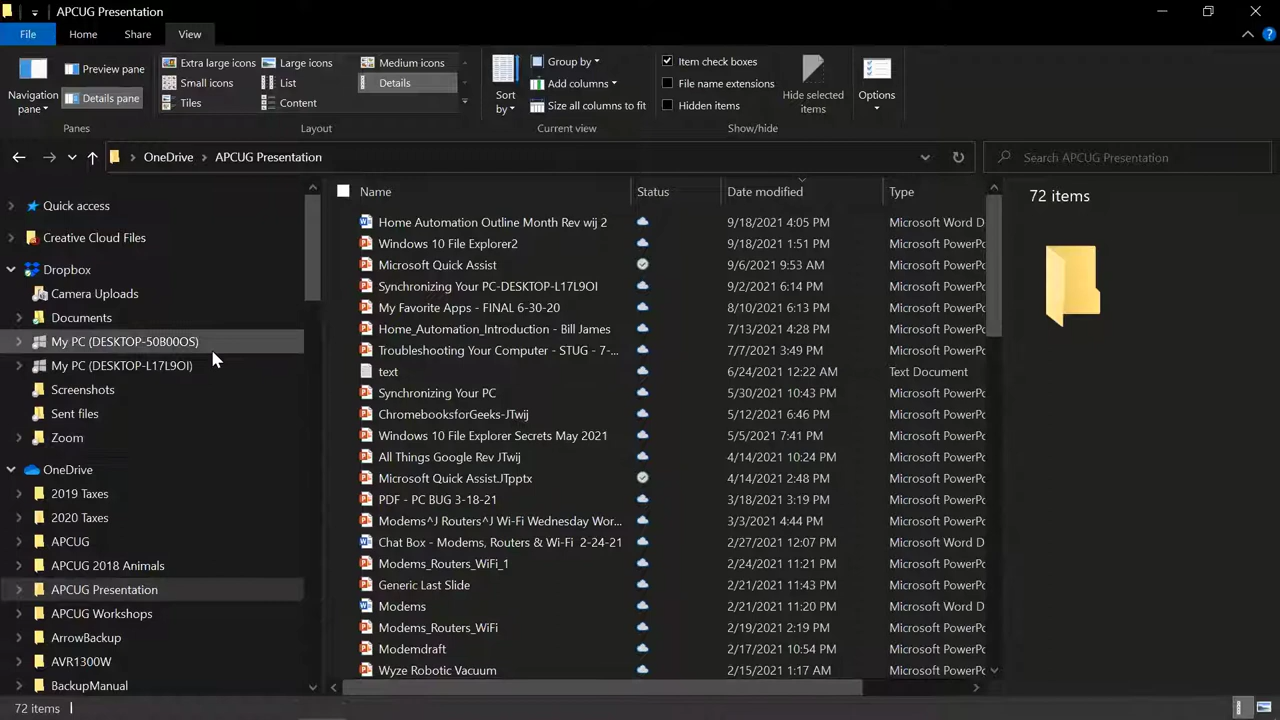 APCUG Presentation
File Home Share View
Navigation pane
Preview pane
Details pane
Panes
Extra large icons Large icons Medium icons
Small icons List Details
Tiles Content
Layout
Sort by
Group by
Add columns
Size all columns to fit
Current view
Item check boxes
File name extensions
Hidden items
Hide selected items
Show/hide
Options
OneDrive APCUG Presentation
Search APCUG Presentation
Quick access
Creative Cloud Files
Dropbox
Camera Uploads
Documents
My PC (DESKTOP-50B00OS)
My PC (DESKTOP-L17L9OI)
Screenshots
Sent files
Zoom
OneDrive
2019 Taxes
2020 Taxes
APCUG
APCUG 2018 Animals
APCUG Presentation
APCUG Workshops
ArrowBackup
AVR1300W
BackupManual
Name Status Date modified Type
Home Automation Outline Month Rev wij 2 9/18/2021 4:05 PM Microsoft Word D
Windows 10 File Explorer2 9/18/2021 1:51 PM Microsoft PowerPo
Microsoft Quick Assist 9/6/2021 9:53 AM Microsoft PowerPo
Synchronizing Your PC-DESKTOP-L17L9OI 9/2/2021 6:14 PM Microsoft PowerPo
My Favorite Apps - FINAL 6-30-20 8/10/2021 6:13 PM Microsoft PowerPo
Home_Automation_Introduction - Bill James 7/13/2021 4:28 PM Microsoft PowerPo
Troubleshooting Your Computer - STUG - 7-... 7/7/2021 3:49 PM Microsoft PowerPo
text 6/24/2021 12:22 AM Text Document
Synchronizing Your PC 5/30/2021 10:43 PM Microsoft PowerPo
ChromebooksforGeeks-JTwij 5/12/2021 6:46 PM Microsoft PowerPo
Windows 10 File Explorer Secrets May 2021 5/5/2021 7:41 PM Microsoft PowerPo
All Things Google Rev JTwij 4/14/2021 10:24 PM Microsoft PowerPo
Microsoft Quick Assist.JTpptx 4/14/2021 2:48 PM Microsoft PowerPo
PDF - PC BUG 3-18-21 3/18/2021 3:19 PM Microsoft PowerPo
Modems^J Routers^J Wi-Fi Wednesday Wor... 3/3/2021 4:44 PM Microsoft PowerPo
Chat Box - Modems, Routers & Wi-Fi 2-24-21 2/27/2021 12:07 PM Microsoft Word D
Modems_Routers_WiFi_1 2/24/2021 11:21 PM Microsoft PowerPo
Generic Last Slide 2/21/2021 11:43 PM Microsoft PowerPo
Modems 2/21/2021 11:20 PM Microsoft Word D
Modems_Routers_WiFi 2/19/2021 2:19 PM Microsoft PowerPo
Modemdraft 2/17/2021 10:54 PM Microsoft PowerPo
Wyze Robotic Vacuum 2/15/2021 1:17 AM Microsoft PowerPo
72 items
72 items